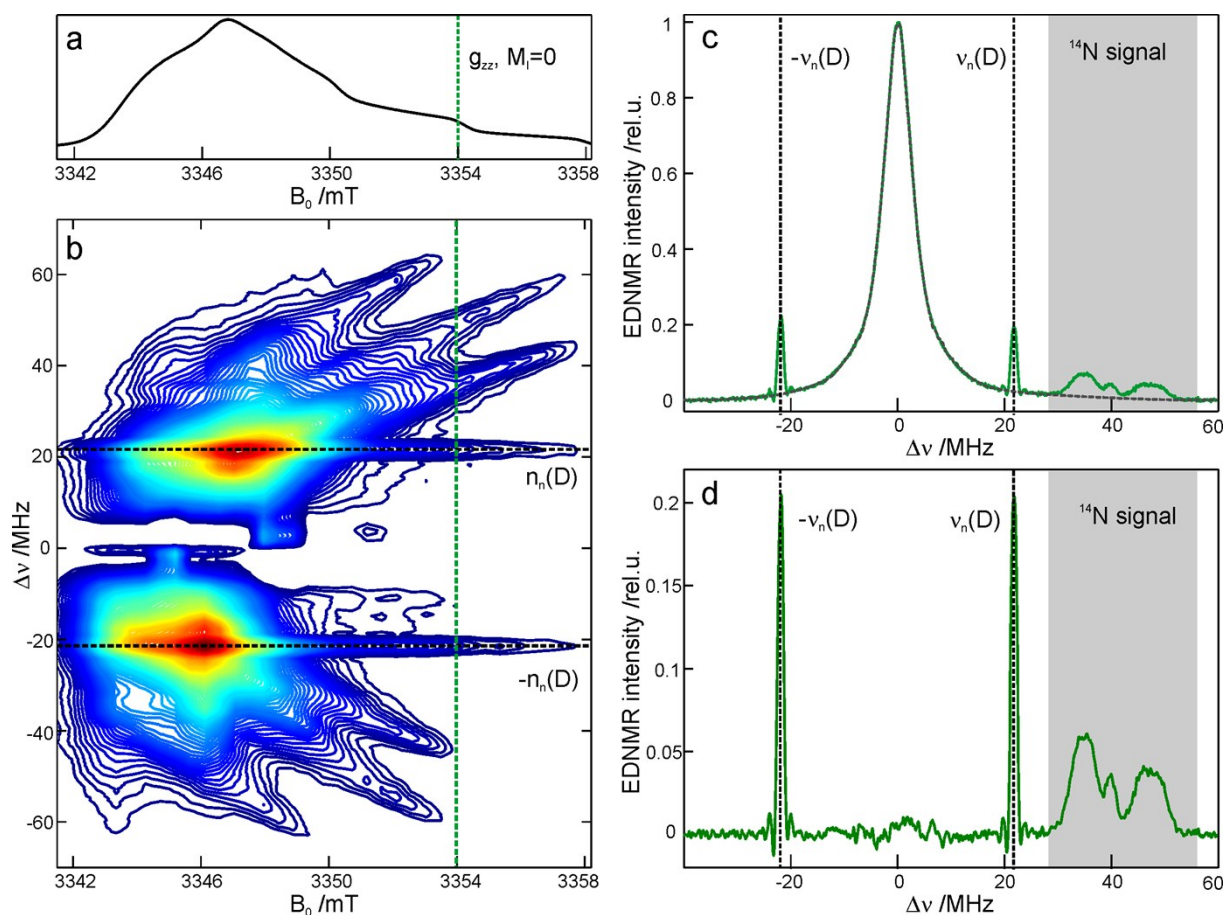 a
g_zz, M_I=0
3342 3346 3350 3354 3358
B₀ /mT
b
60
40
20
0
-20
-40
-60
Δν /MHz
n_n(D)
-n_n(D)
3342 3346 3350 3354 3358
B₀ /mT
c
-ν_n(D)
ν_n(D)
¹⁴N signal
1
0.8
0.6
0.4
0.2
0
EDNMR intensity /rel.u.
-20 0 20 40 60
Δν /MHz
d
-ν_n(D)
ν_n(D)
¹⁴N signal
0.2
0.15
0.1
0.05
0
EDNMR intensity /rel.u.
-20 0 20 40 60
Δν /MHz